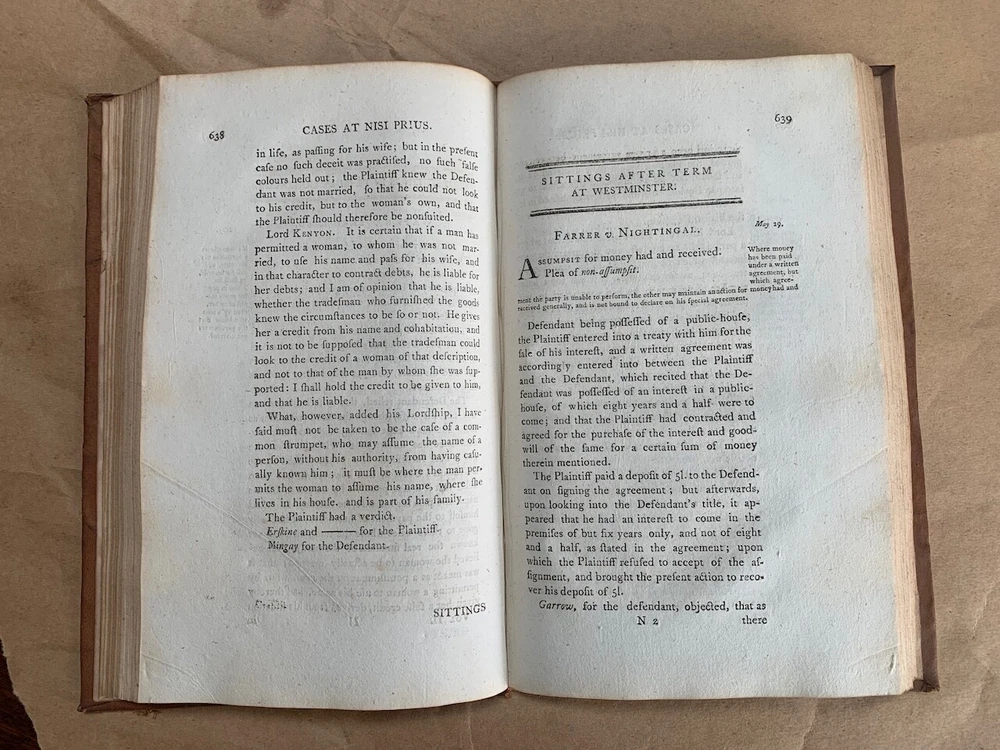 638
CASES AT NISI PRIUS.
in life, as paſſing for his wife; but in the preſent
caſe no ſuch deceit was practiſed, no ſuch falſe
colours held out; the Plaintiff knew the Defen-
dant was not married, ſo that he could not look
to his credit, but to the woman's own, and that
the Plaintiff ſhould therefore be nonſuited.
Lord KENYON. It is certain that if a man has
permitted a woman, to whom he was not mar-
ried, to uſe his name and paſs for his wife, and
in that character to contract debts, he is liable for
her debts; and I am of opinion that he is liable,
whether the tradeſman who furniſhed the goods
knew the circumſtances to be ſo or not. He gives
her a credit from his name and cohabitation, and
it is not to be ſuppoſed that the tradeſman could
look to the credit of a woman of that deſcription,
and not to that of the man by whom ſhe was ſup-
ported: I ſhall hold the credit to be given to him,
and that he is liable.
What, however, added his Lordſhip, I have
ſaid muſt not be taken to be the caſe of a com-
mon ſtrumpet, who may aſſume the name of a
perſon, without his authority, from having caſu-
ally known him; it muſt be where the man per-
mits the woman to aſſume his name, where ſhe
lives in his houſe. and is part of his family.
The Plaintiff had a verdict.
Erſkine and ——— for the Plaintiff.
Mingay for the Defendant.
SITTINGS
639
SITTINGS AFTER TERM
AT WESTMINSTER.
FARRER v. NIGHTINGAL.
May 29.
ASSUMPSIT for money had and received.
Plea of non-aſſumpſit.
Where money
has been paid
under a written
agreement, but
which agree-
ment the party is unable to perform, the other may maintain an action for money had and
received generally, and is not bound to declare on his ſpecial agreement.
Defendant being poſſeſſed of a public-houſe,
the Plaintiff entered into a treaty with him for the
ſale of his intereſt, and a written agreement was
accordingly entered into between the Plaintiff
and the Defendant, which recited that the De-
fendant was poſſeſſed of an intereſt in a public-
houſe, of which eight years and a half were to
come; and that the Plaintiff had contracted and
agreed for the purchaſe of the intereſt and good-
will of the ſame for a certain ſum of money
therein mentioned.
The Plaintiff paid a depoſit of 5l. to the Defend-
ant on ſigning the agreement; but afterwards,
upon looking into the Defendant's title, it ap-
peared that he had an intereſt to come in the
premiſes of but ſix years only, and not of eight
and a half, as ſtated in the agreement; upon
which the Plaintiff refuſed to accept of the aſ-
ſignment, and brought the preſent action to reco-
ver his depoſit of 5l.
Garrow, for the defendant, objected, that as
N 2
there